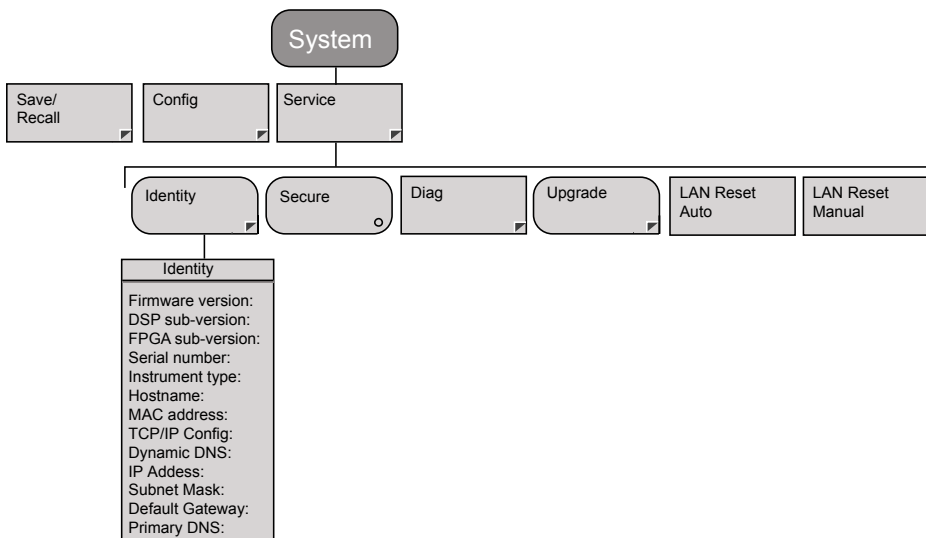 System
Save/
Recall
Config
Service
Identity
Secure
Diag
Upgrade
LAN Reset
Auto
LAN Reset
Manual
Identity
Firmware version:
DSP sub-version:
FPGA sub-version:
Serial number:
Instrument type:
Hostname:
MAC address:
TCP/IP Config:
Dynamic DNS:
IP Addess:
Subnet Mask:
Default Gateway:
Primary DNS: